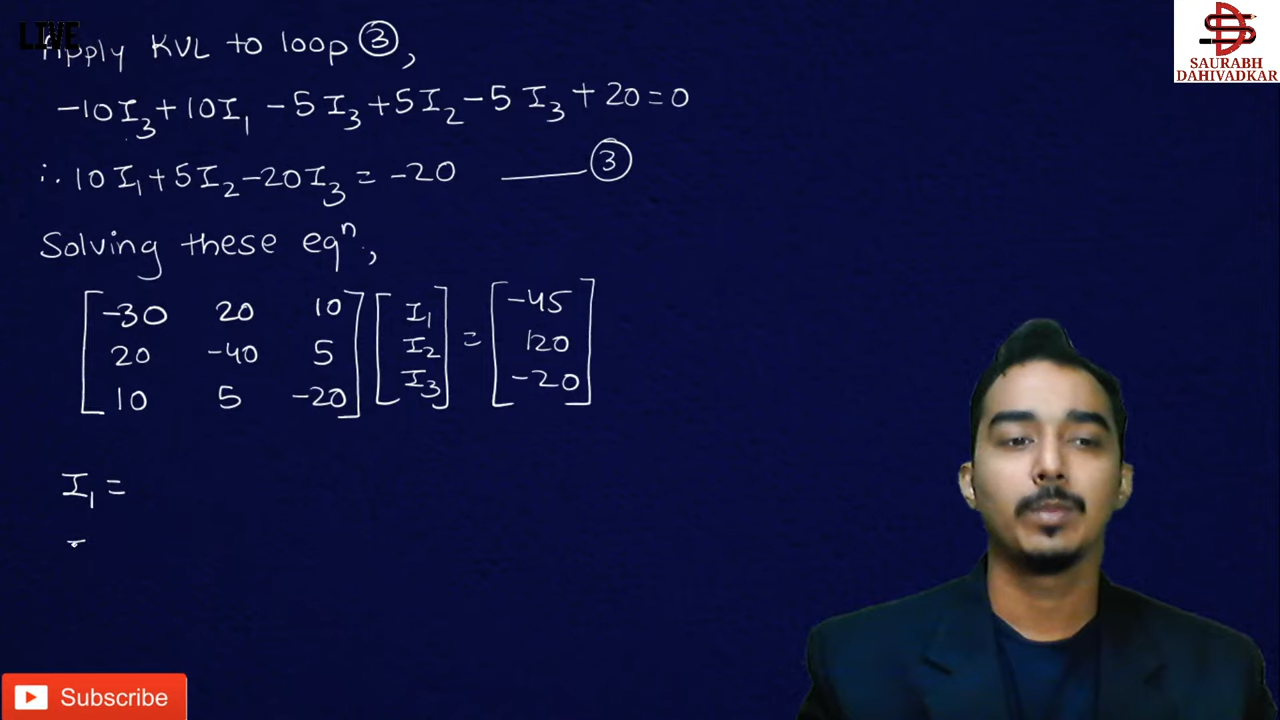 LIVE
Apply KVL to loop ③,
-10I₃+10I₁-5I₃+5I₂-5I₃+20=0
∴ 10I₁+5I₂-20I₃=-20 —— ③
Solving these eqⁿ,
[-30 20 10] [I₁] = [-45]
[20 -40 5] [I₂] [120]
[10 5 -20] [I₃] [-20]
I₁=
SAURABH
DAHIVADKAR
Subscribe